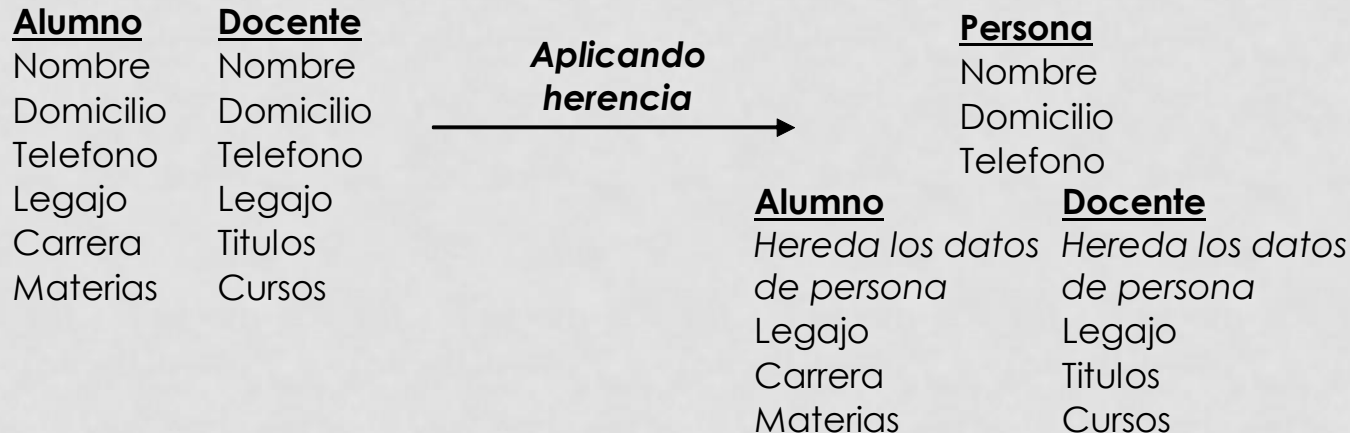 Alumno
Nombre
Domicilio
Telefono
Legajo
Carrera
Materias
Docente
Nombre
Domicilio
Telefono
Legajo
Titulos
Cursos
Aplicando
herencia
Persona
Nombre
Domicilio
Telefono
Alumno
Hereda los datos
de persona
Legajo
Carrera
Materias
Docente
Hereda los datos
de persona
Legajo
Titulos
Cursos